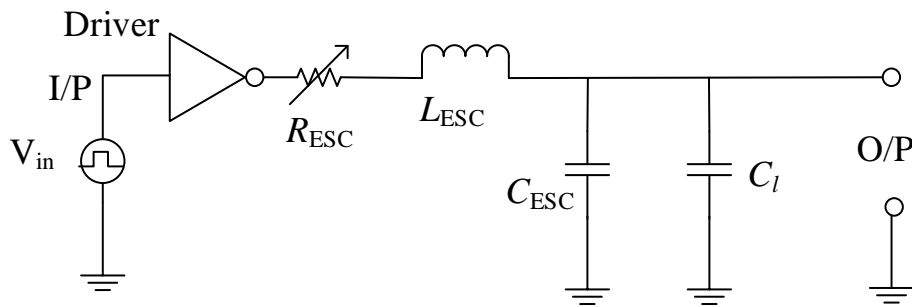 Driver
I/P
V_in
R_ESC
L_ESC
C_ESC
C_l
O/P